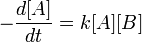 -\frac{d[A]}{dt} = k[A][B]